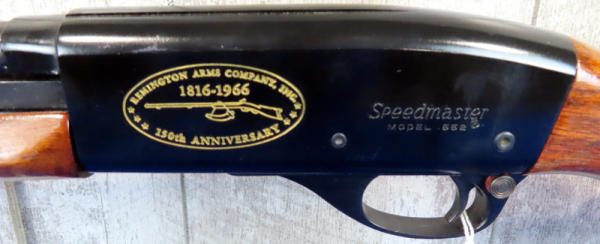 REMINGTON ARMS COMPANY, INC.
1816-1966
150th ANNIVERSARY
Speedmaster
MODEL 552